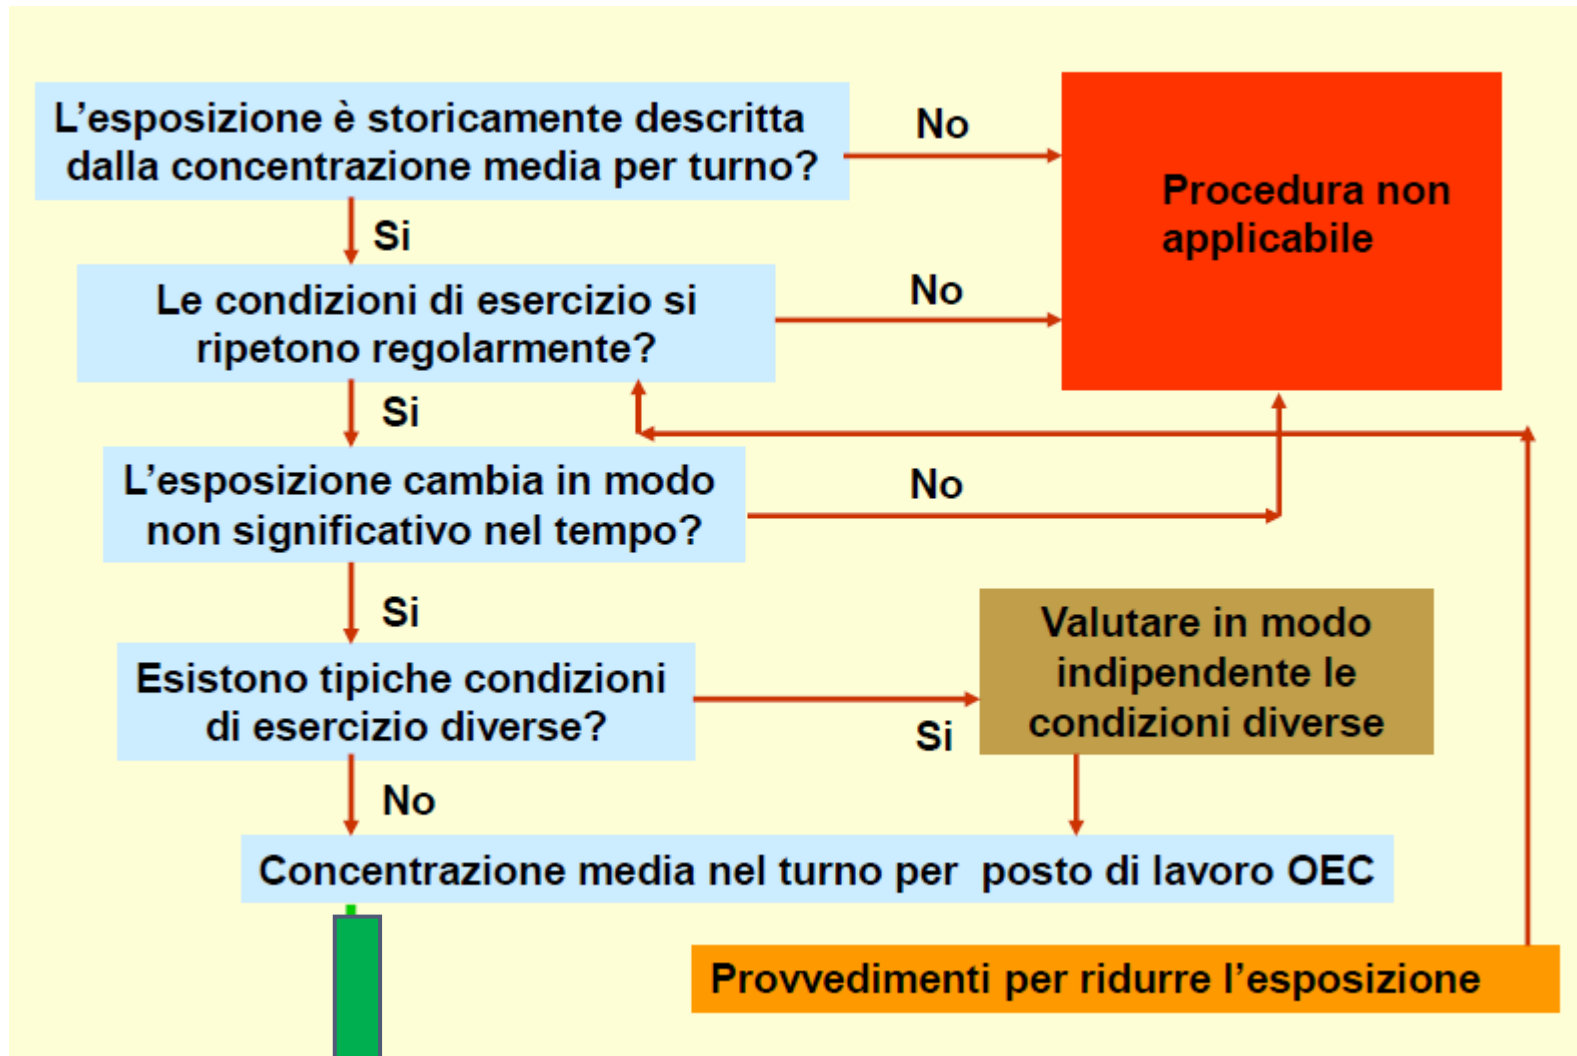 L’esposizione è storicamente descritta
dalla concentrazione media per turno?
No
Procedura non
applicabile
Si
Le condizioni di esercizio si
ripetono regolarmente?
No
Si
L’esposizione cambia in modo
non significativo nel tempo?
No
Si
Esistono tipiche condizioni
di esercizio diverse?
Si
Valutare in modo
indipendente le
condizioni diverse
No
Concentrazione media nel turno per posto di lavoro OEC
Provvedimenti per ridurre l’esposizione